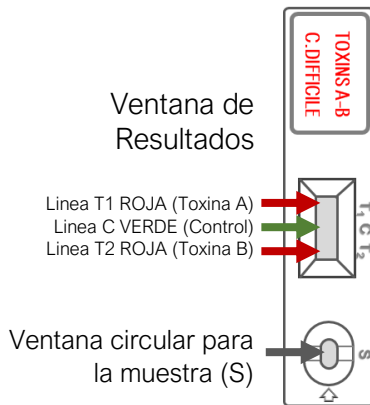 TOXINS A-B
C.DIFFICILE
Ventana de
Resultados
Linea T1 ROJA (Toxina A)
Linea C VERDE (Control)
Linea T2 ROJA (Toxina B)
T₁ C T₂
Ventana circular para
la muestra (S)
S